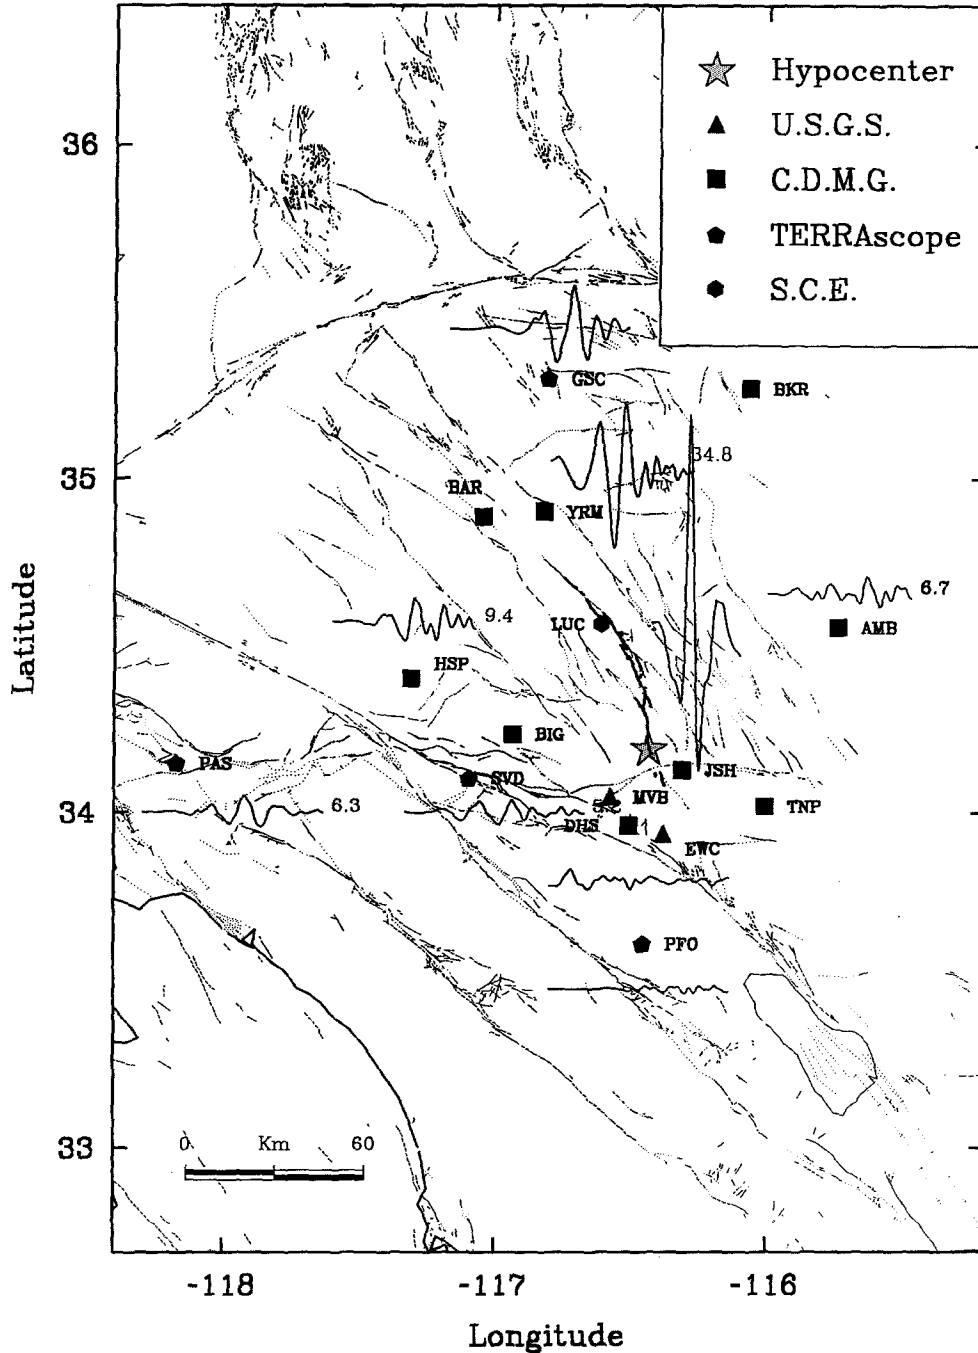 Hypocenter
U.S.G.S.
C.D.M.G.
TERRAscope
S.C.E.
36
35
34
33
Latitude
GSC
BKR
34.8
BAR
YRM
6.7
LUC
AMB
9.4
HSP
BIG
PAS
SVD
JSH
MVB
TNP
6.3
DHS
EWC
PFO
0 Km 60
-118 -117 -116
Longitude